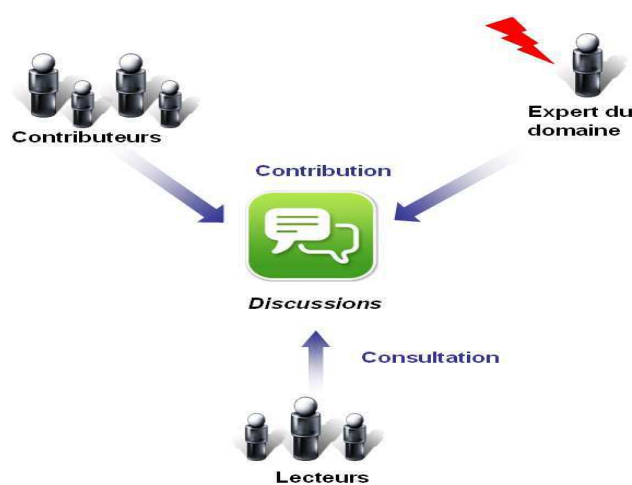 Contributeurs
Expert du
domaine
Contribution
Discussions
Consultation
Lecteurs